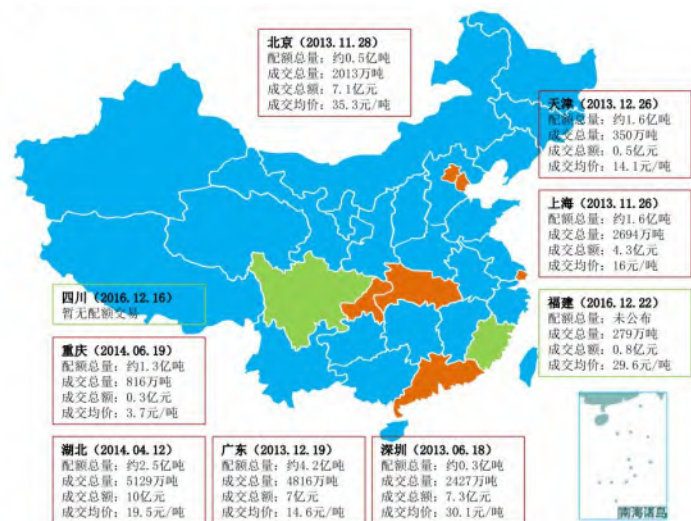 北京（2013.11.28）
配额总量：约0.5亿吨
成交总量：2013万吨
成交总额：7.1亿元
成交均价：35.3元/吨
天津（2013.12.26）
配额总量：约1.6亿吨
成交总量：350万吨
成交总额：0.5亿元
成交均价：14.1元/吨
上海（2013.11.26）
配额总量：约1.6亿吨
成交总量：2694万吨
成交总额：4.3亿元
成交均价：16元/吨
四川（2016.12.16）
暂无配额交易
福建（2016.12.22）
配额总量：未公布
成交总量：279万吨
成交总额：0.8亿元
成交均价：29.6元/吨
重庆（2014.06.19）
配额总量：约1.3亿吨
成交总量：816万吨
成交总额：0.3亿元
成交均价：3.7元/吨
湖北（2014.04.12）
配额总量：约2.5亿吨
成交总量：5129万吨
成交总额：10亿元
成交均价：19.5元/吨
广东（2013.12.19）
配额总量：约4.2亿吨
成交总量：4816万吨
成交总额：7亿元
成交均价：14.6元/吨
深圳（2013.06.18）
配额总量：约0.3亿吨
成交总量：2427万吨
成交总额：7.3亿元
成交均价：30.1元/吨
南海诸岛